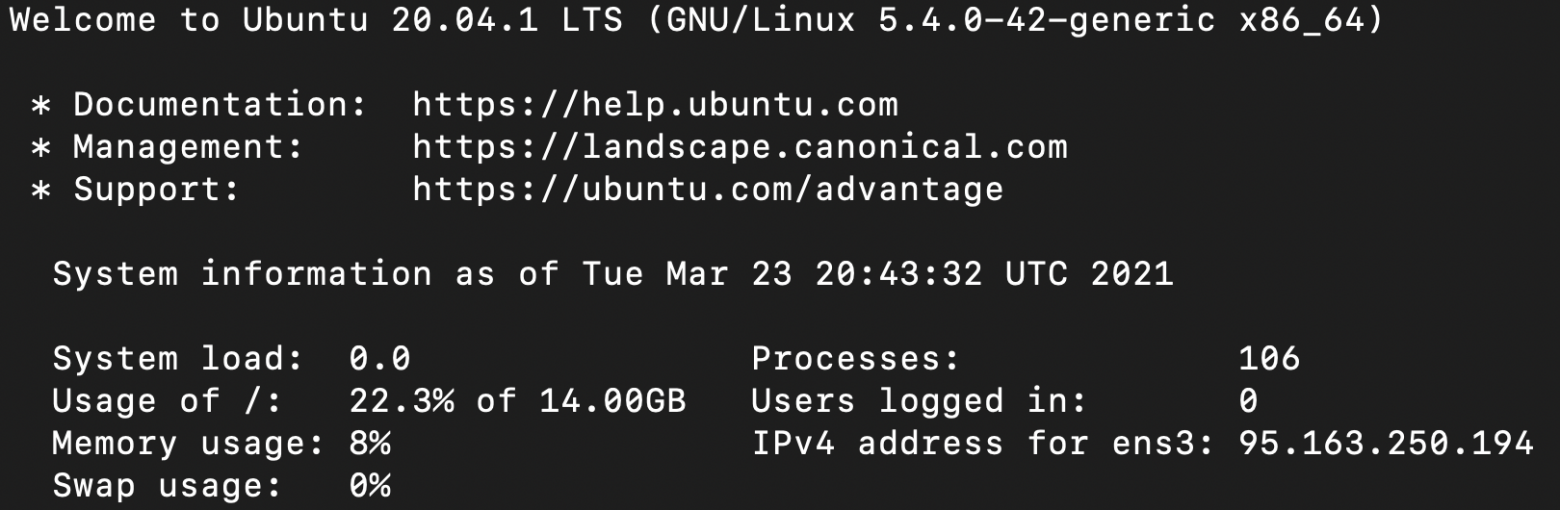 Welcome to Ubuntu 20.04.1 LTS (GNU/Linux 5.4.0-42-generic x86_64)
* Documentation:  https://help.ubuntu.com
* Management:     https://landscape.canonical.com
* Support:        https://ubuntu.com/advantage
System information as of Tue Mar 23 20:43:32 UTC 2021
System load:  0.0                Processes:             106
Usage of /:   22.3% of 14.00GB   Users logged in:       0
Memory usage: 8%                 IPv4 address for ens3: 95.163.250.194
Swap usage:   0%